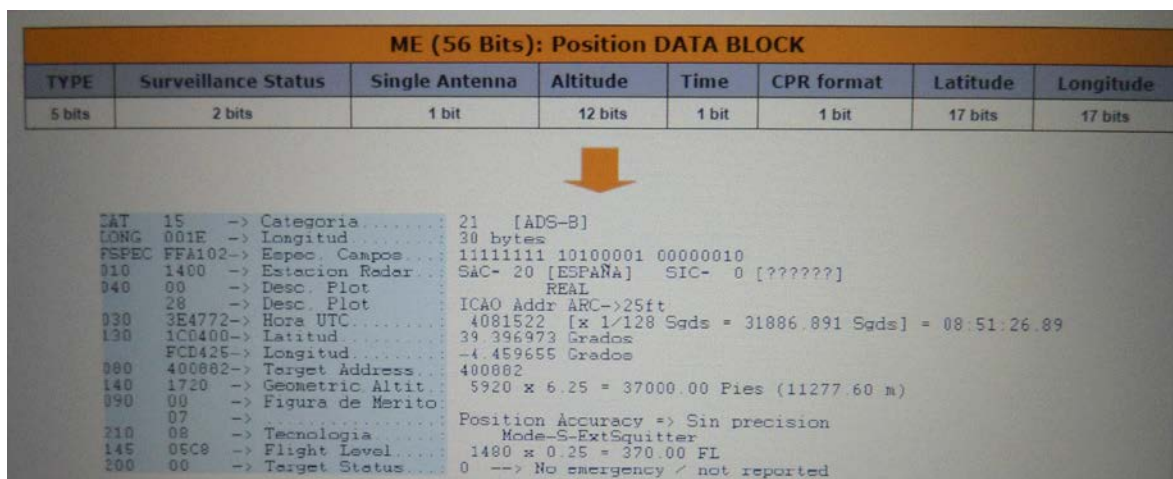 ME (56 Bits): Position DATA BLOCK
TYPE Surveillance Status Single Antenna Altitude Time CPR format Latitude Longitude
5 bits 2 bits 1 bit 12 bits 1 bit 1 bit 17 bits 17 bits
CAT 15 -> Categoria........: 21 [ADS-B]
LONG 001E -> Longitud.........: 30 bytes
FSPEC FFA102-> Espec. Campos....: 11111111 10100001 00000010
010 1400 -> Estacion Radar..: SAC- 20 [ESPAÑA] SIC- 0 [??????]
040 00 -> Desc. Plot REAL
28 -> Desc. Plot ICAO Addr ARC->25ft
030 3E4772-> Hora UTC.........: 4081522 [x 1/128 Sgds = 31886.891 Sgds] = 08:51:26.89
130 1C0400-> Latitud..........: 39.396973 Grados
FCD425-> Longitud.........: -4.459655 Grados
080 400882-> Target Address..: 400882
140 1720 -> Geometric Altit.: 5920 x 6.25 = 37000.00 Pies (11277.60 m)
090 00 -> Figura de Merito:
07 -> .................: Position Accuracy => Sin precision
210 08 -> Tecnologia.......: Mode-S-ExtSquitter
145 05C8 -> Flight Level....: 1480 x 0.25 = 370.00 FL
200 00 -> Target Status...: 0 --> No emergency / not reported